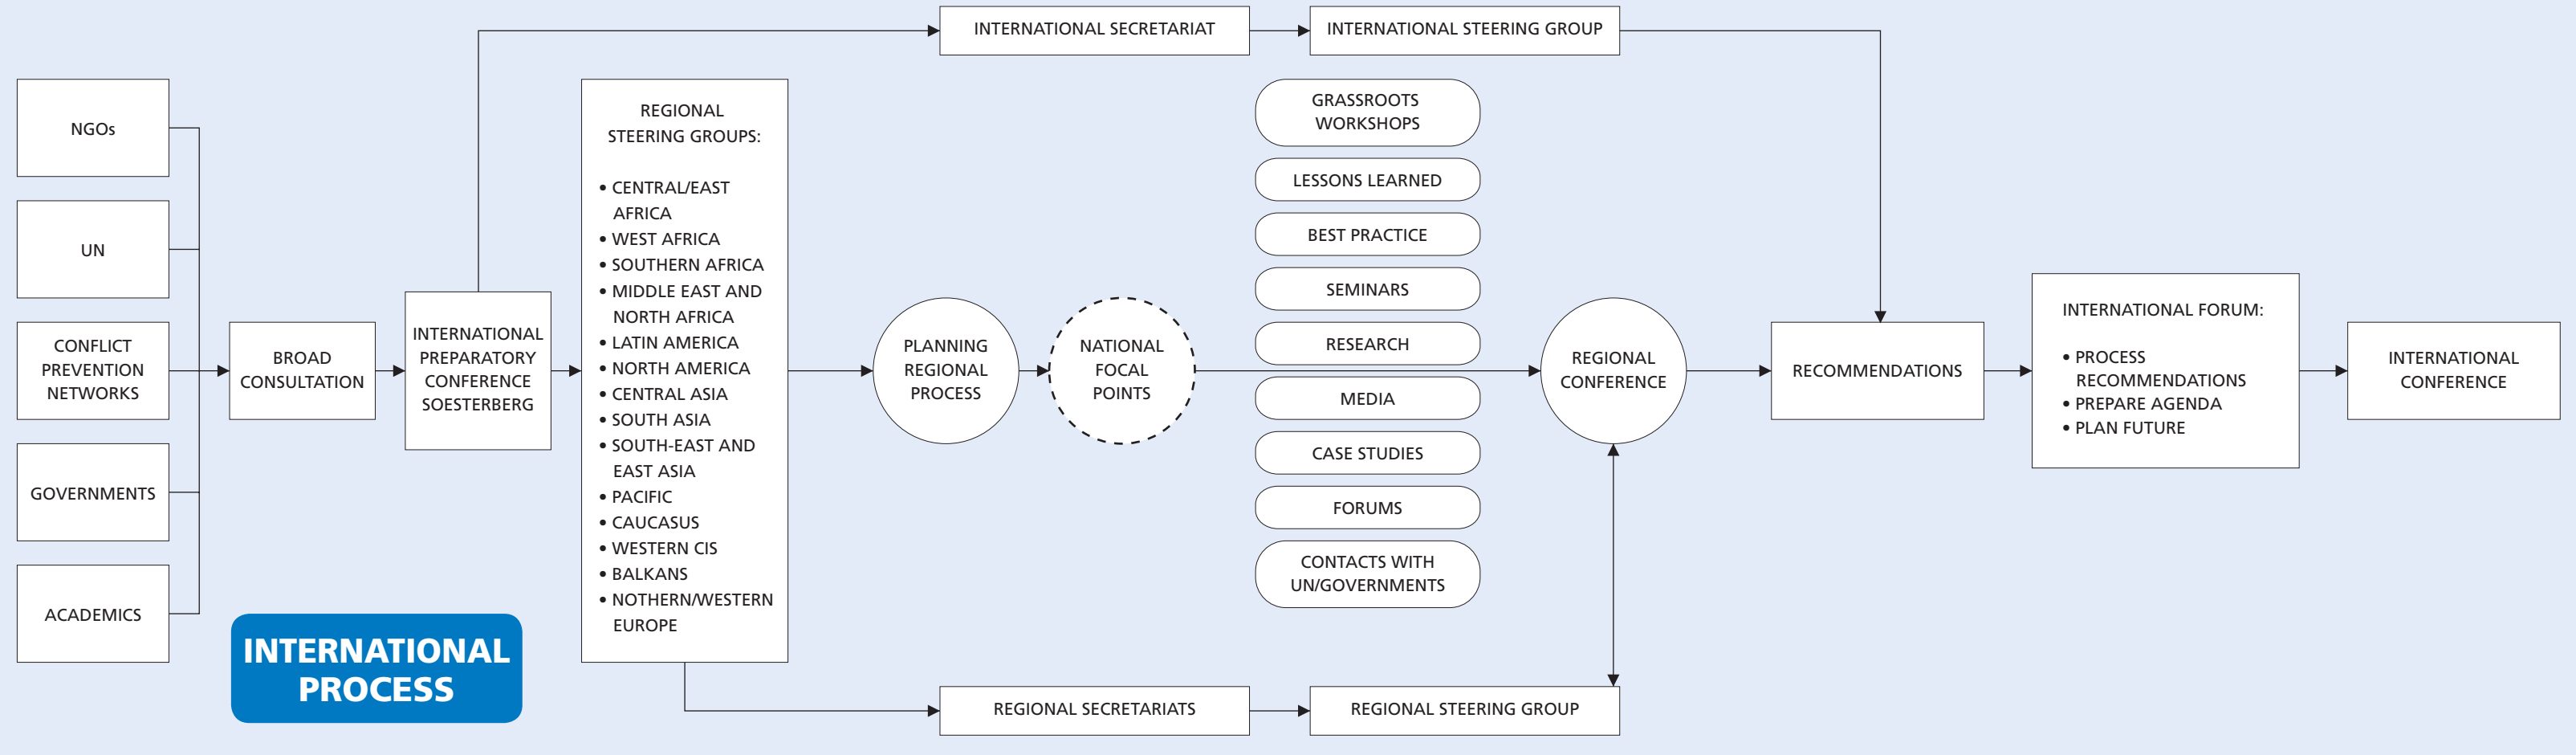 INTERNATIONAL SECRETARIAT
INTERNATIONAL STEERING GROUP
NGOs
UN
CONFLICT
PREVENTION
NETWORKS
GOVERNMENTS
ACADEMICS
BROAD
CONSULTATION
INTERNATIONAL
PREPARATORY
CONFERENCE
SOESTERBERG
REGIONAL
STEERING GROUPS:
• CENTRAL/EAST
AFRICA
• WEST AFRICA
• SOUTHERN AFRICA
• MIDDLE EAST AND
NORTH AFRICA
• LATIN AMERICA
• NORTH AMERICA
• CENTRAL ASIA
• SOUTH ASIA
• SOUTH-EAST AND
EAST ASIA
• PACIFIC
• CAUCASUS
• WESTERN CIS
• BALKANS
• NOTHERN/WESTERN
EUROPE
PLANNING
REGIONAL
PROCESS
NATIONAL
FOCAL
POINTS
GRASSROOTS
WORKSHOPS
LESSONS LEARNED
BEST PRACTICE
SEMINARS
RESEARCH
MEDIA
CASE STUDIES
FORUMS
CONTACTS WITH
UN/GOVERNMENTS
REGIONAL
CONFERENCE
RECOMMENDATIONS
INTERNATIONAL FORUM:
• PROCESS
RECOMMENDATIONS
• PREPARE AGENDA
• PLAN FUTURE
INTERNATIONAL
CONFERENCE
INTERNATIONAL
PROCESS
REGIONAL SECRETARIATS
REGIONAL STEERING GROUP